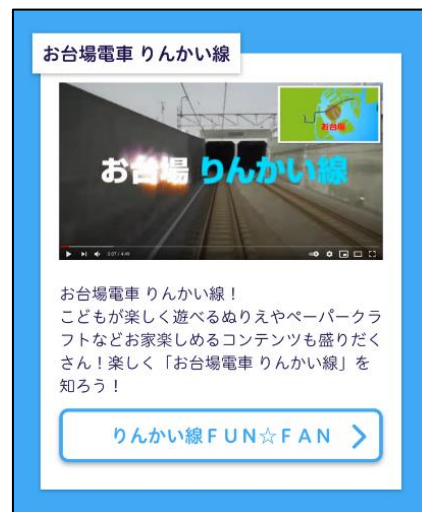 お台場電車 りんかい線
お台場
お台場 りんかい線
お台場電車 りんかい線！
こどもが楽しく遊べるぬりえやペーパークラ
フトなどお家楽しめるコンテンツも盛りだく
さん！楽しく「お台場電車 りんかい線」を
知ろう！
りんかい線ＦＵＮ☆ＦＡＮ